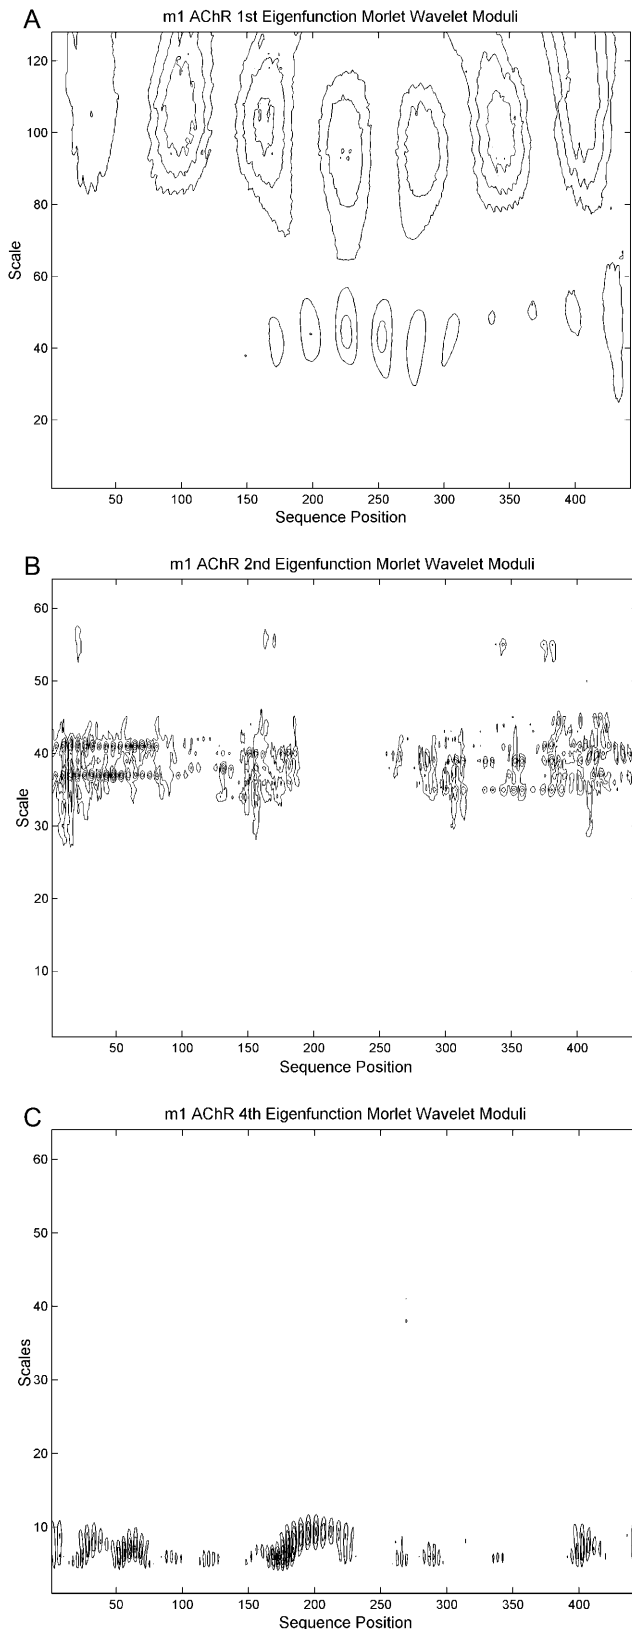 A
m1 AChR 1st Eigenfunction Morlet Wavelet Moduli
120
100
80
60
40
20
Scale
50 100 150 200 250 300 350 400
Sequence Position
B
m1 AChR 2nd Eigenfunction Morlet Wavelet Moduli
60
50
40
30
20
10
Scale
50 100 150 200 250 300 350 400
Sequence Position
C
m1 AChR 4th Eigenfunction Morlet Wavelet Moduli
60
50
40
30
20
10
Scales
50 100 150 200 250 300 350 400
Sequence Position